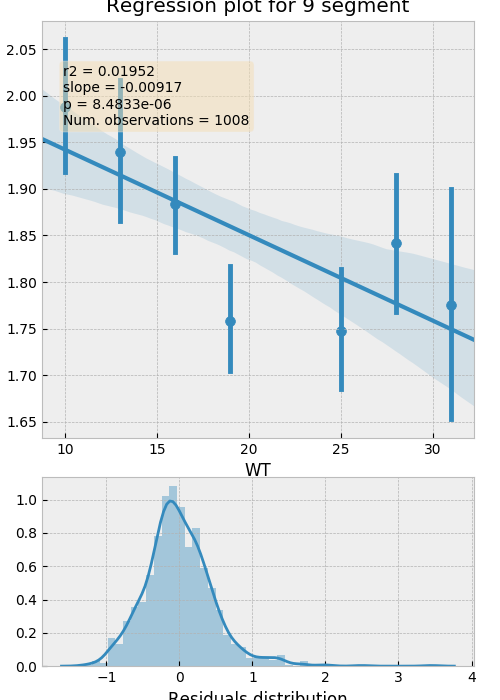 Regression plot for 9 segment
2.05
2.00
1.95
1.90
1.85
1.80
1.75
1.70
1.65
r2 = 0.01952
slope = -0.00917
p = 8.4833e-06
Num. observations = 1008
10 15 20 25 30
WT
1.0
0.8
0.6
0.4
0.2
0.0
−1 0 1 2 3 4
Residuals distribution